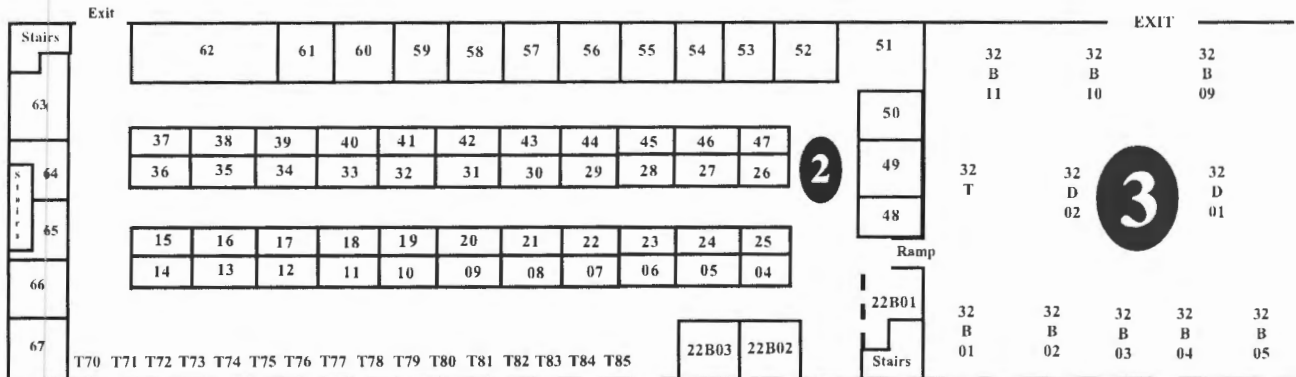 Exit
EXIT
Stairs
62 61 60 59 58 57 56 55 54 53 52 51
32 B 11
32 B 10
32 B 09
63
50
37 38 39 40 41 42 43 44 45 46 47
36 35 34 33 32 31 30 29 28 27 26
2
49
64
Stairs
32 T
32 D 02
3
32 D 01
65
48
15 16 17 18 19 20 21 22 23 24 25
14 13 12 11 10 09 08 07 06 05 04
Ramp
66
22B01
32 B 01
32 B 02
32 B 03
32 B 04
32 B 05
67
22B03 22B02
T70 T71 T72 T73 T74 T75 T76 T77 T78 T79 T80 T81 T82 T83 T84 T85
Stairs